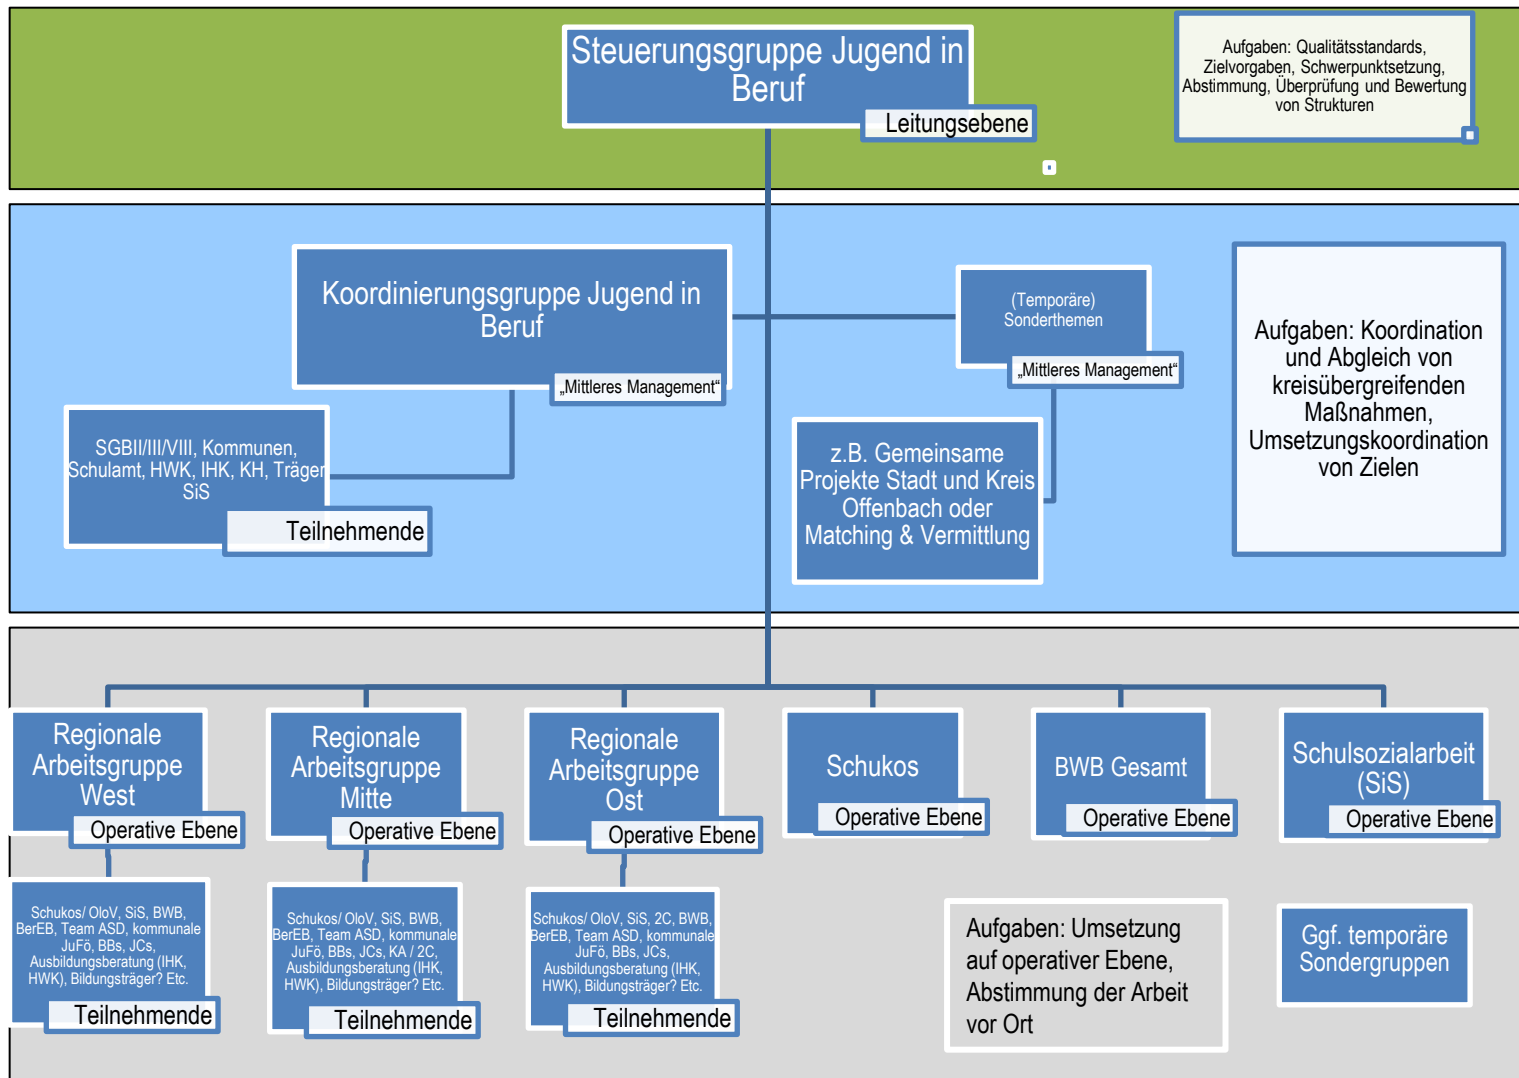 Steuerungsgruppe Jugend in
Beruf
Leitungsebene
Aufgaben: Qualitätsstandards,
Zielvorgaben, Schwerpunktsetzung,
Abstimmung, Überprüfung und Bewertung
von Strukturen
Koordinierungsgruppe Jugend in
Beruf
„Mittleres Management“
(Temporäre)
Sonderthemen
„Mittleres Management“
Aufgaben: Koordination
und Abgleich von
kreisübergreifenden
Maßnahmen,
Umsetzungskoordination
von Zielen
SGBII/III/VIII, Kommunen,
Schulamt, HWK, IHK, KH, Träger
SiS
Teilnehmende
z.B. Gemeinsame
Projekte Stadt und Kreis
Offenbach oder
Matching & Vermittlung
Regionale
Arbeitsgruppe
West
Operative Ebene
Regionale
Arbeitsgruppe
Mitte
Operative Ebene
Regionale
Arbeitsgruppe
Ost
Operative Ebene
Schukos
Operative Ebene
BWB Gesamt
Operative Ebene
Schulsozialarbeit
(SiS)
Operative Ebene
Schukos/ OloV, SiS, BWB,
BerEB, Team ASD, kommunale
JuFö, BBs, JCs,
Ausbildungsberatung (IHK,
HWK), Bildungsträger? Etc.
Teilnehmende
Schukos/ OloV, SiS, BWB,
BerEB, Team ASD, kommunale
JuFö, BBs, JCs, KA / 2C,
Ausbildungsberatung (IHK,
HWK), Bildungsträger? Etc.
Teilnehmende
Schukos/ OloV, SiS, 2C, BWB,
BerEB, Team ASD, kommunale
JuFö, BBs, JCs,
Ausbildungsberatung (IHK,
HWK), Bildungsträger? Etc.
Teilnehmende
Aufgaben: Umsetzung
auf operativer Ebene,
Abstimmung der Arbeit
vor Ort
Ggf. temporäre
Sondergruppen